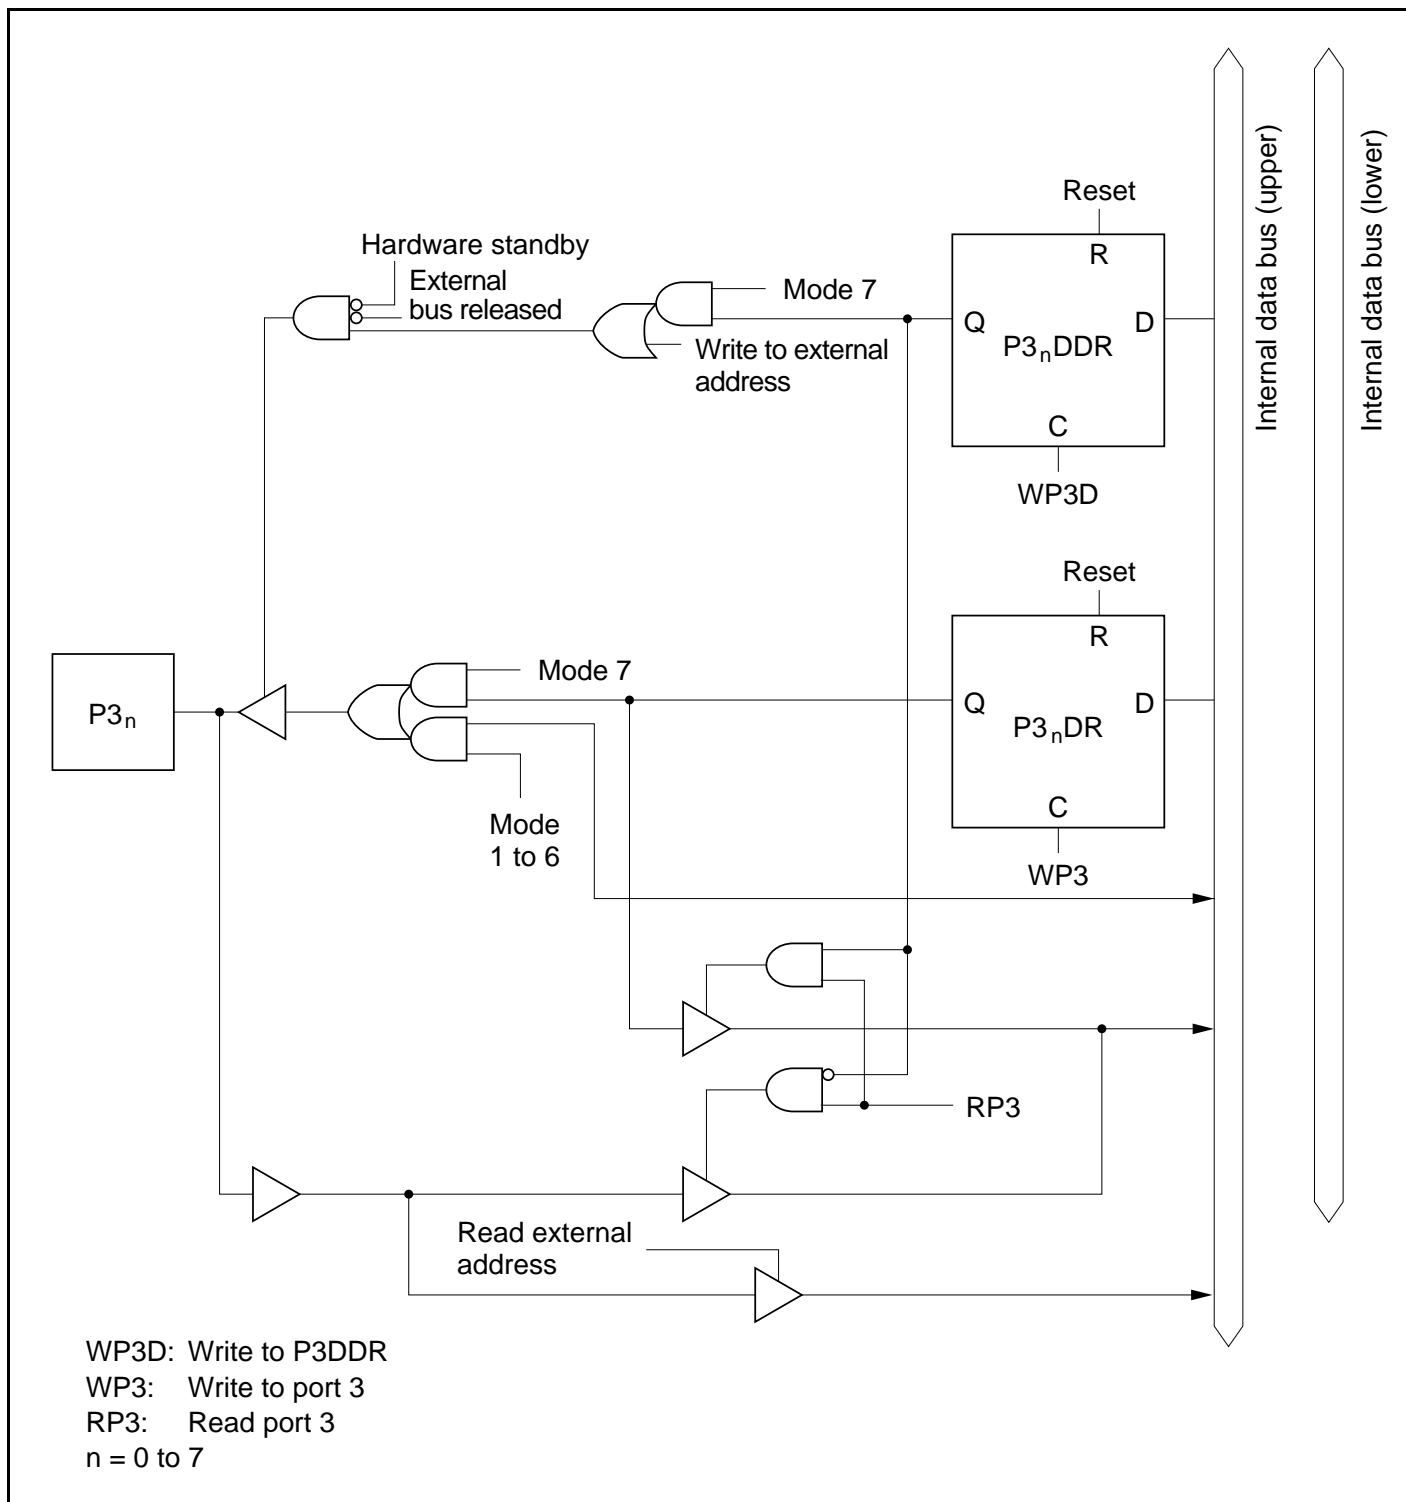 Reset
R
Hardware standby
External
bus released
Mode 7
Q
D
P3nDDR
Write to external
address
C
WP3D
Internal data bus (upper)
Internal data bus (lower)
Reset
R
Mode 7
Q
D
P3nDR
P3n
C
Mode
1 to 6
WP3
RP3
Read external
address
WP3D: Write to P3DDR
WP3: Write to port 3
RP3: Read port 3
n = 0 to 7